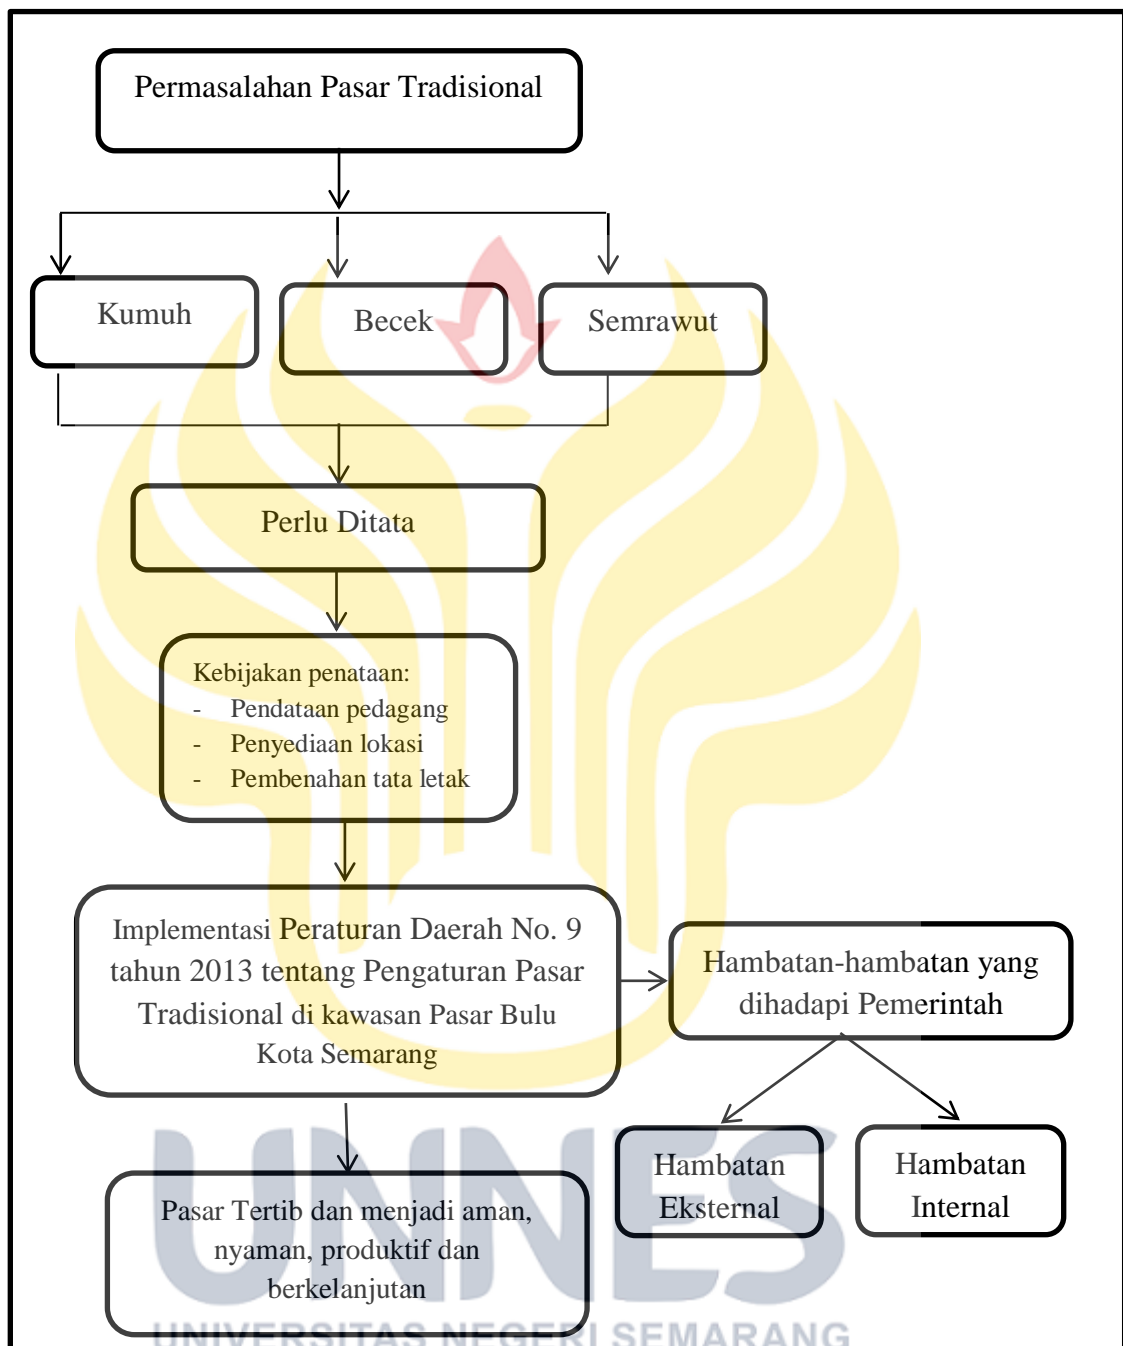 Permasalahan Pasar Tradisional
Kumuh
Becek
Semrawut
Perlu Ditata
Kebijakan penataan:
- Pendataan pedagang
- Penyediaan lokasi
- Pembenahan tata letak
Implementasi Peraturan Daerah No. 9
tahun 2013 tentang Pengaturan Pasar
Tradisional di kawasan Pasar Bulu
Kota Semarang
Hambatan-hambatan yang
dihadapi Pemerintah
Hambatan
Eksternal
Hambatan
Internal
Pasar Tertib dan menjadi aman,
nyaman, produktif dan
berkelanjutan
UNNES
UNIVERSITAS NEGERI SEMARANG